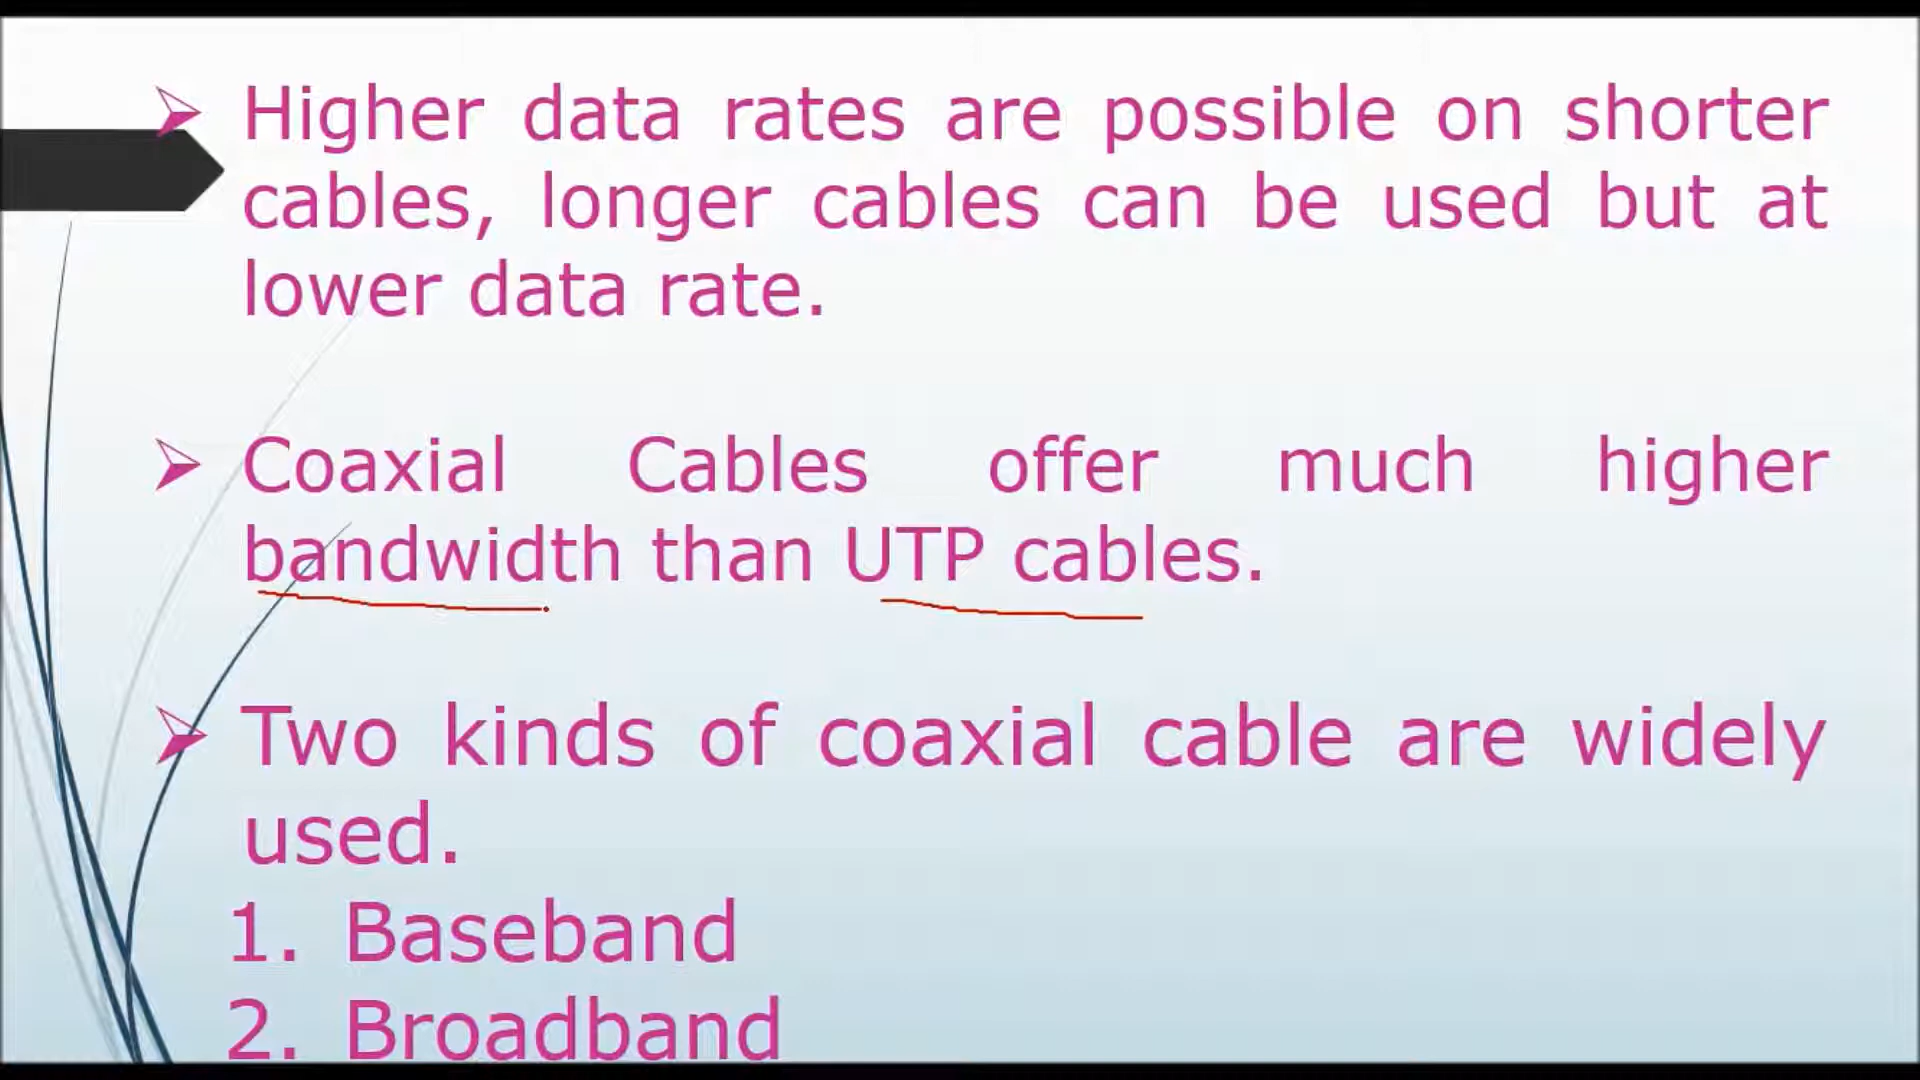 Higher data rates are possible on shorter
cables, longer cables can be used but at
lower data rate.
Coaxial Cables offer much higher
bandwidth than UTP cables.
Two kinds of coaxial cable are widely
used.
1. Baseband
2. Broadband